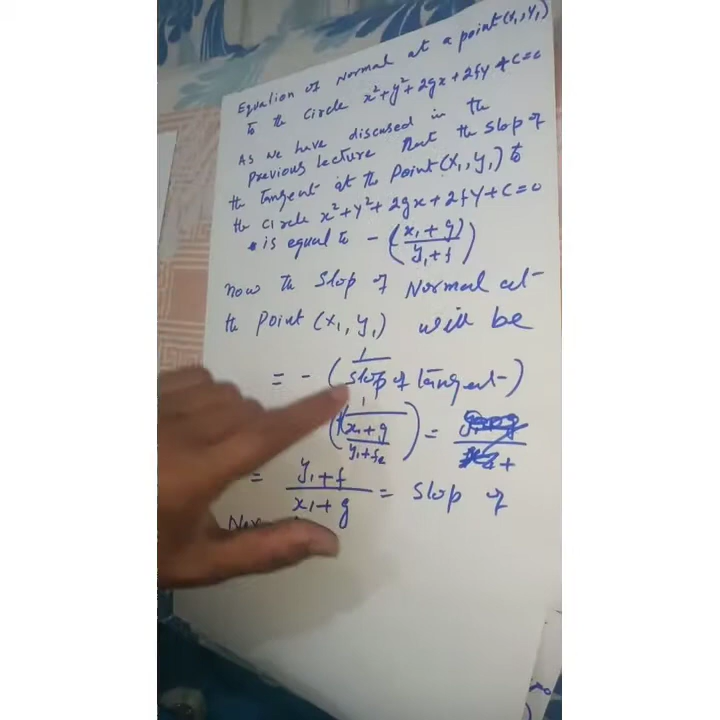 Equation of Normal at a point (x₁, y₁)
to the circle x² + y² + 2gx + 2fy + c = 0
As we have discussed in the
previous lecture that the slop of
the tangent at the point (x₁, y₁) to
the circle x² + y² + 2gx + 2fy + c = 0
is equal to - (x₁ + g / y₁ + f)
now the slop of Normal at
the point (x₁, y₁) will be
= - (1 / slop of tangent)
(1 / (x₁ + g / y₁ + f)) =
= y₁ + f / x₁ + g = slop of